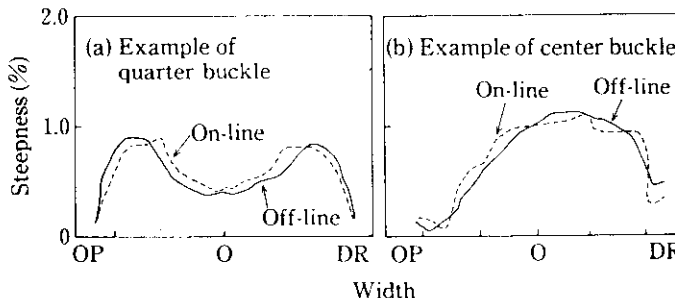 2.0
(a) Example of
quarter buckle
(b) Example of center buckle
On-line
Off-line
On-line
Off-line
Steepness (%)
1.0
0
OP
O
DR
OP
O
DR
Width